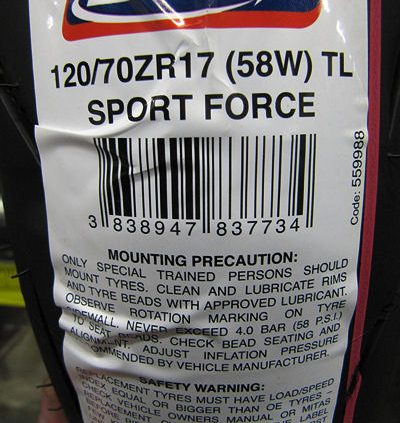 120/70ZR17 (58W) TL
SPORT FORCE
3 838947 837734
Code: 559988
MOUNTING PRECAUTION:
ONLY SPECIAL TRAINED PERSONS SHOULD
MOUNT TYRES. CLEAN AND LUBRICATE RIMS
AND TYRE BEADS WITH APPROVED LUBRICANT.
OBSERVE ROTATION MARKING ON TYRE
SIDEWALL. NEVER EXCEED 4.0 BAR (58 P.S.I.)
TO SEAT BEADS. CHECK BEAD SEATING AND
ALIGNMENT. ADJUST INFLATION PRESSURE
BY VEHICLE MANUFACTURER.
SAFETY WARNING:
REPLACEMENT TYRES MUST HAVE LOAD/SPEED
INDEX EQUAL OR BIGGER THAN OE TYRES -
CHECK VEHICLE OWNERS MANUAL OR MITAS